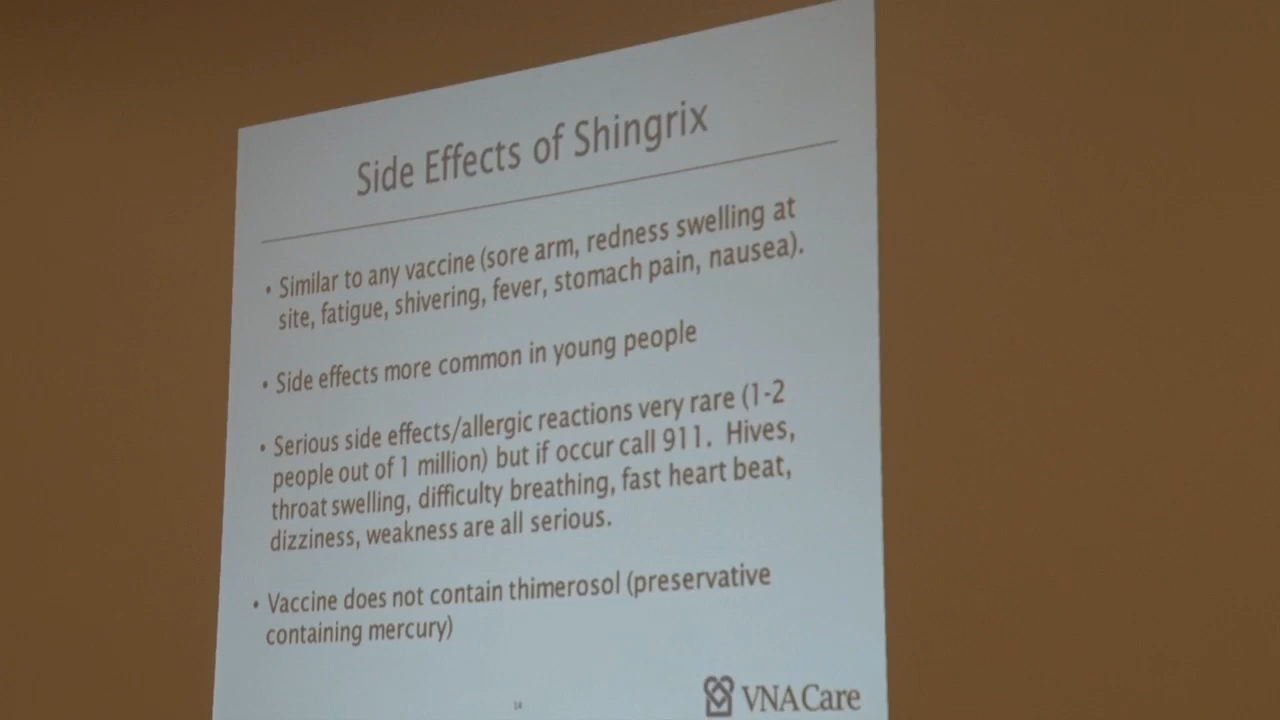 Side Effects of Shingrix
• Similar to any vaccine (sore arm, redness swelling at
site, fatigue, shivering, fever, stomach pain, nausea).
• Side effects more common in young people
• Serious side effects/allergic reactions very rare (1-2
people out of 1 million) but if occur call 911. Hives,
throat swelling, difficulty breathing, fast heart beat,
dizziness, weakness are all serious.
• Vaccine does not contain thimerosol (preservative
containing mercury)
VNA Care